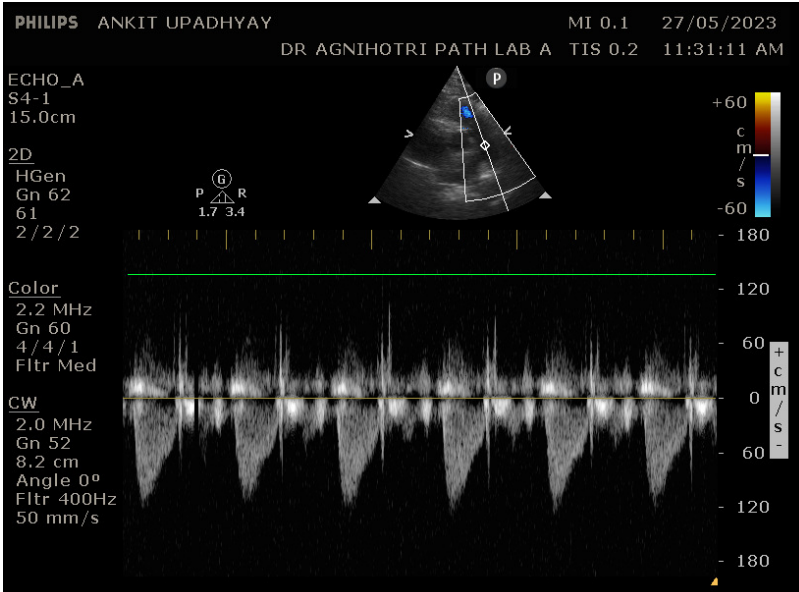 PHILIPS ANKIT UPADHYAY MI 0.1 27/05/2023
DR AGNIHOTRI PATH LAB A TIS 0.2 11:31:11 AM
ECHO_A
S4-1
15.0cm
2D
HGen
Gn 62
61
2/2/2
P
G
P R
1.7 3.4
+60
c
m
/
s
-60
Color
2.2 MHz
Gn 60
4/4/1
Fltr Med
CW
2.0 MHz
Gn 52
8.2 cm
Angle 0º
Fltr 400Hz
50 mm/s
180
120
60
0
60
120
180
+
c
m
/
s
-